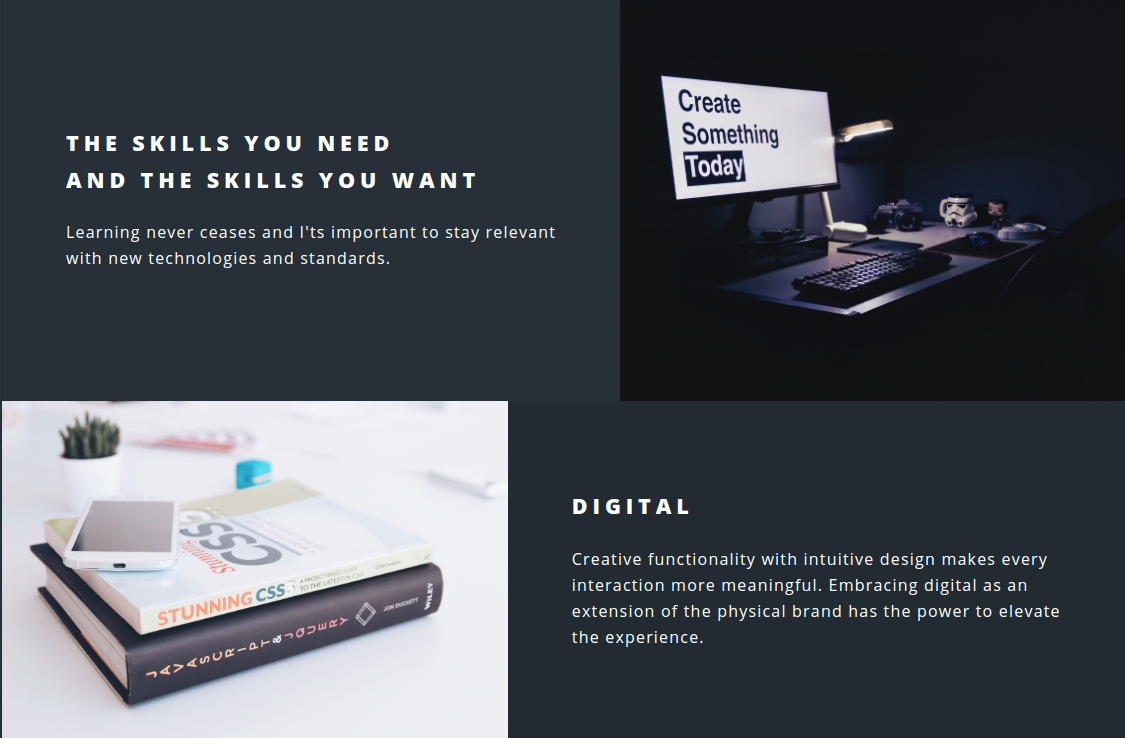 THE SKILLS YOU NEED
AND THE SKILLS YOU WANT
Learning never ceases and I'ts important to stay relevant
with new technologies and standards.
Create
Something
Today
Stunning
CSS
STUNNING CSS3
A PROJECT-BASED GUIDE
TO THE LATEST IN CSS
JAVASCRIPT & JQUERY
JON DUCKETT
WILEY
DIGITAL
Creative functionality with intuitive design makes every
interaction more meaningful. Embracing digital as an
extension of the physical brand has the power to elevate
the experience.